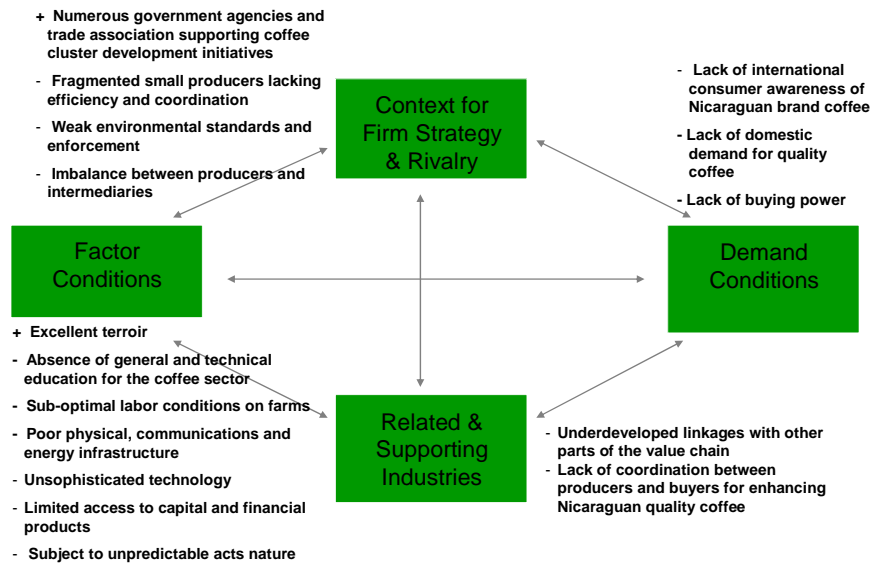 + Numerous government agencies and
trade association supporting coffee
cluster development initiatives
- Fragmented small producers lacking
efficiency and coordination
- Weak environmental standards and
enforcement
- Imbalance between producers and
intermediaries
Context for
Firm Strategy
& Rivalry
- Lack of international
consumer awareness of
Nicaraguan brand coffee
- Lack of domestic
demand for quality
coffee
- Lack of buying power
Factor
Conditions
Demand
Conditions
+ Excellent terroir
- Absence of general and technical
education for the coffee sector
- Sub-optimal labor conditions on farms
- Poor physical, communications and
energy infrastructure
- Unsophisticated technology
- Limited access to capital and financial
products
- Subject to unpredictable acts nature
Related &
Supporting
Industries
- Underdeveloped linkages with other
parts of the value chain
- Lack of coordination between
producers and buyers for enhancing
Nicaraguan quality coffee